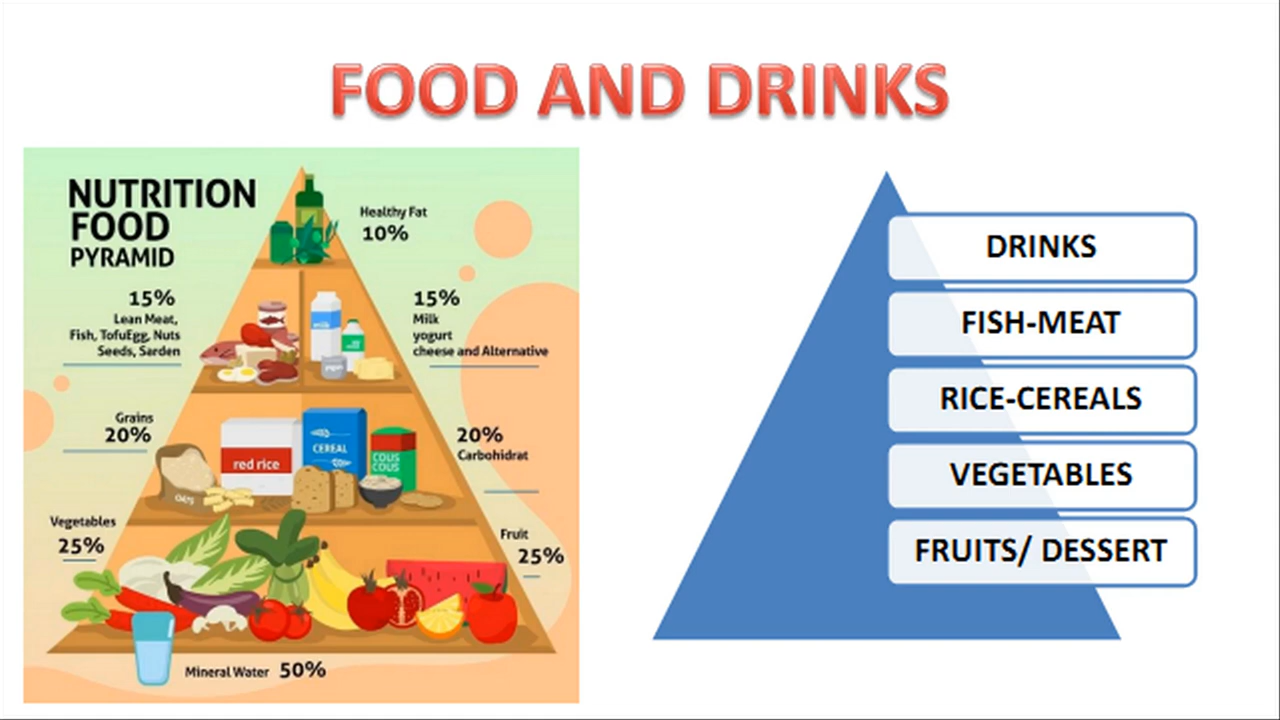 FOOD AND DRINKS
NUTRITION
FOOD
PYRAMID
Healthy Fat
10%
15%
Lean Meat,
Fish, TofuEgg, Nuts
Seeds, Sarden
15%
Milk
yogurt
cheese and Alternative
milk
Grains
20%
20%
Carbohidrat
red rice
CEREAL
COUS
COUS
oats
Vegetables
25%
Fruit
25%
Mineral Water 50%
DRINKS
FISH-MEAT
RICE-CEREALS
VEGETABLES
FRUITS/ DESSERT